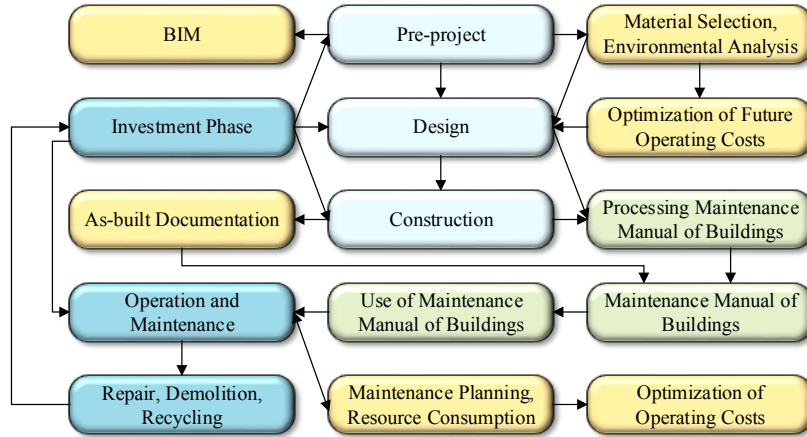 BIM
Pre-project
Material Selection,
Environmental Analysis
Investment Phase
Design
Optimization of Future
Operating Costs
As-built Documentation
Construction
Processing Maintenance
Manual of Buildings
Operation and
Maintenance
Use of Maintenance
Manual of Buildings
Maintenance Manual of
Buildings
Repair, Demolition,
Recycling
Maintenance Planning,
Resource Consumption
Optimization of
Operating Costs